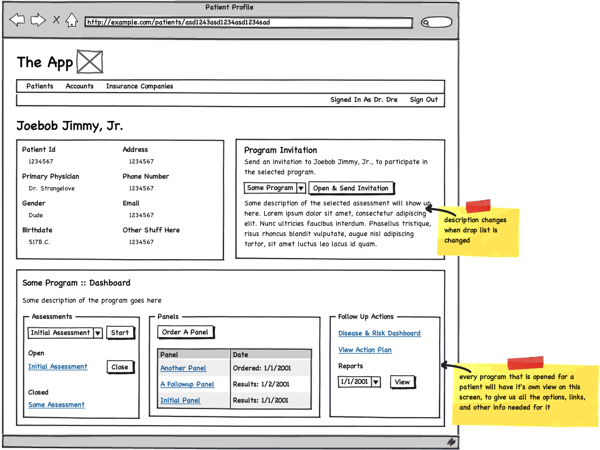 Patient Profile
http://example.com/patients/asd1243asd1234asd1234sad
The App
Patients Accounts Insurance Companies
Signed In As Dr. Dre Sign Out
Joebob Jimmy, Jr.
Patient Id Address
1234567 1234567
Primary Physician Phone Number
Dr. Strangelove 1234567
Gender Email
Dude 1234567
Birthdate Other Stuff Here
517B.C. 1234567
Program Invitation
Send an invitation to Joebob Jimmy, Jr., to participate in
the selected program.
Some Program Open & Send Invitation
Some description of the selected assessment will show up
here. Lorem ipsum dolor sit amet, consectetur adipiscing
elit. Nunc ultricies faucibus interdum. Phasellus tristique,
risus rhoncus blandit vulputate, augue nisl adipiscing
tortor, sit amet luctus leo lacus id quam.
description changes
when drop list is
changed
Some Program :: Dashboard
Some description of the program goes here
Assessments
Initial Assessment Start
Open
Initial Assessment Close
Closed
Some Assessment
Panels
Order A Panel
Panel Date
Another Panel Ordered: 1/1/2001
A Followup Panel Results: 1/2/2001
Initial Panel Results: 1/1/2001
Follow Up Actions
Disease & Risk Dashboard
View Action Plan
Reports
1/1/2001 View
every program that is opened for a
patient will have it's own view on this
screen, to give us all the options, links,
and other info needed for it